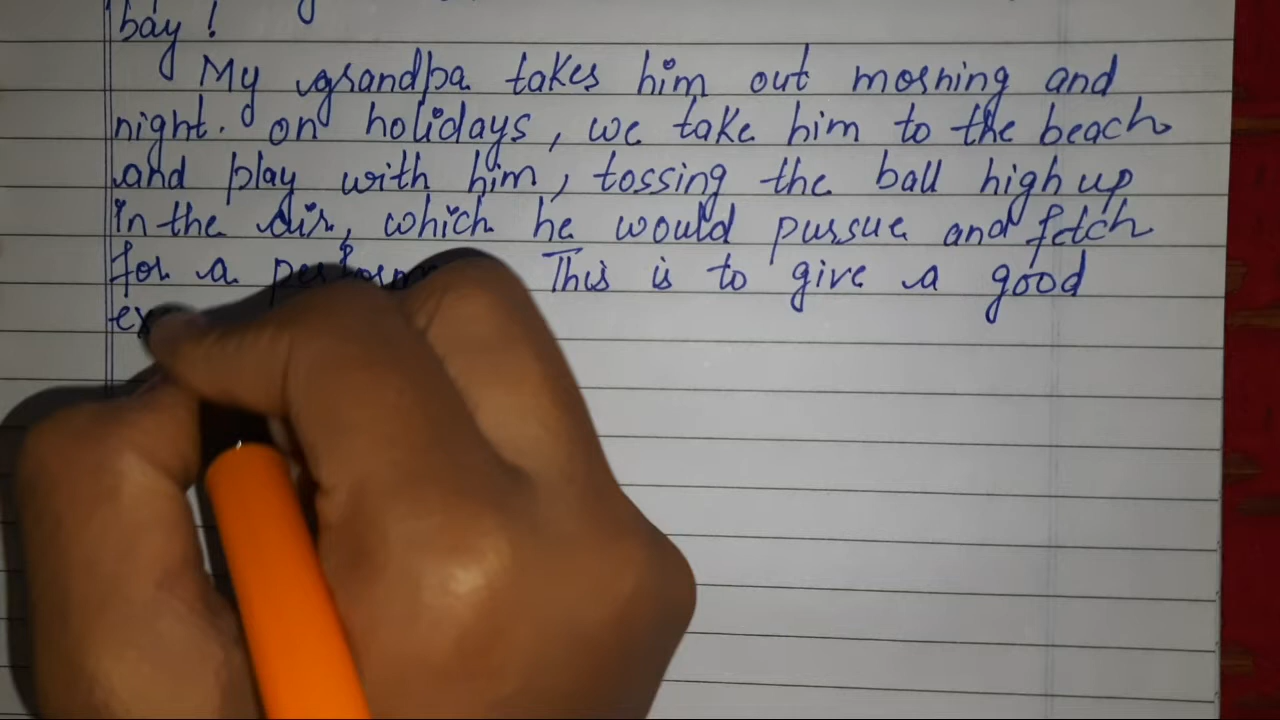 bay !
My grandpa takes him out morning and
night. on holidays, we take him to the beach
and play with him, tossing the ball high up
in the air, which he would pursue and fetch
for a This is to give a good